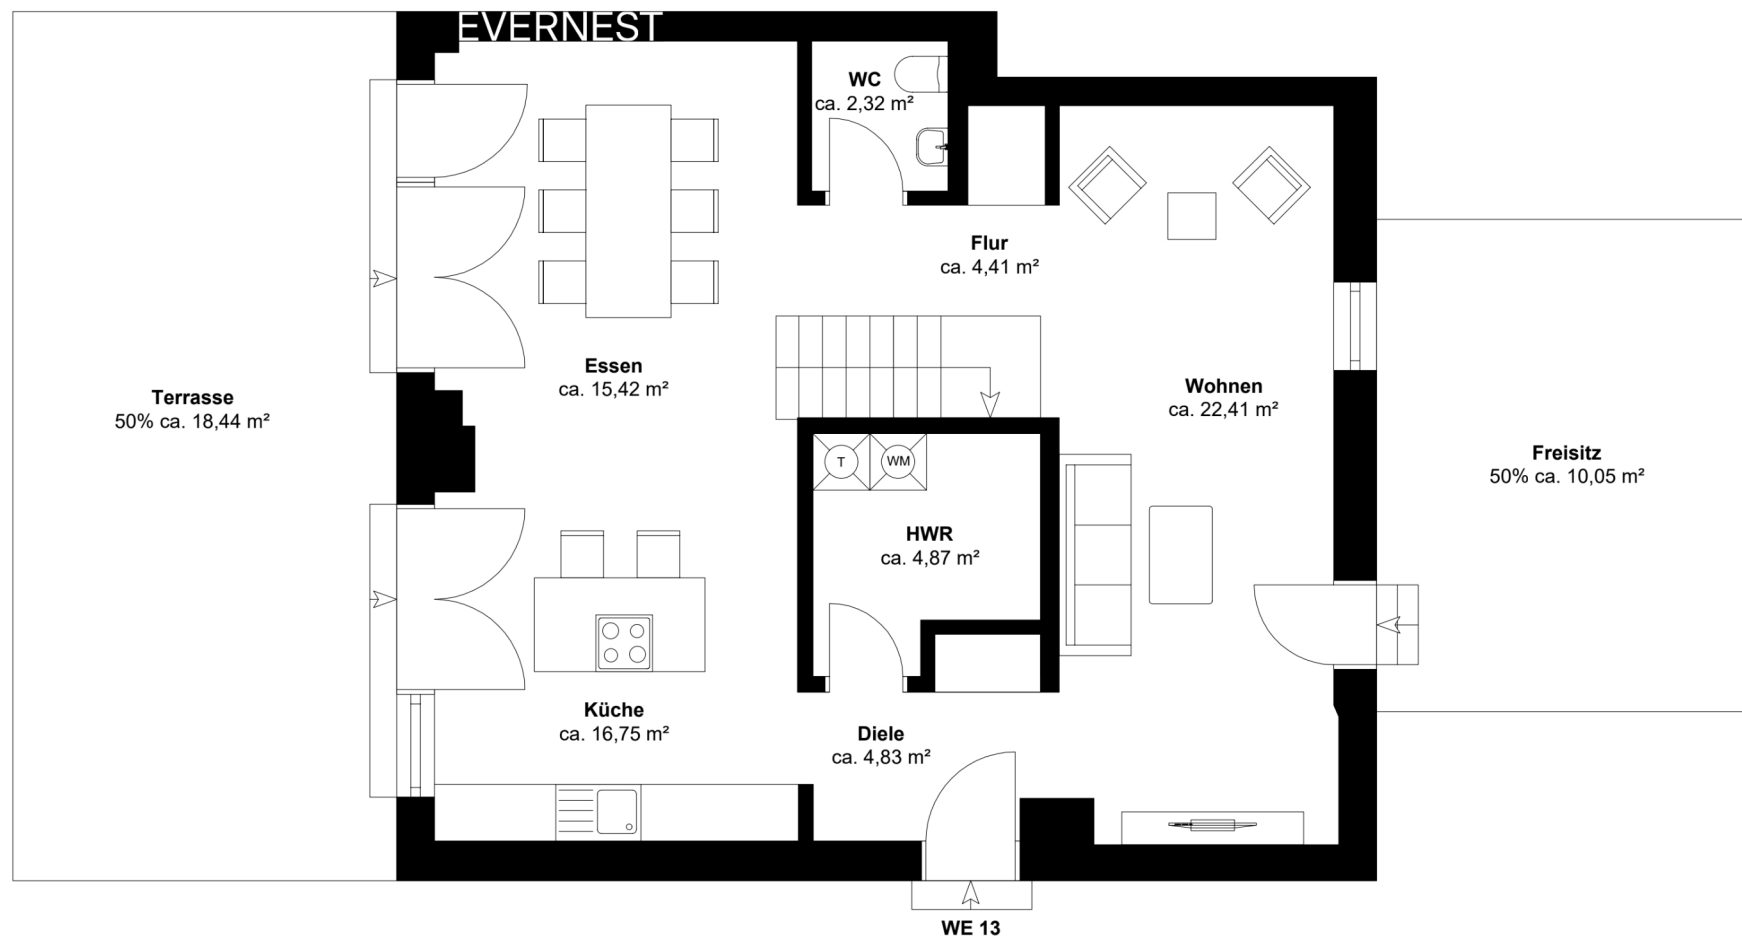 EVERNEST
WC
ca. 2,32 m²
Flur
ca. 4,41 m²
Essen
ca. 15,42 m²
Wohnen
ca. 22,41 m²
Terrasse
50% ca. 18,44 m²
Freisitz
50% ca. 10,05 m²
T
WM
HWR
ca. 4,87 m²
Küche
ca. 16,75 m²
Diele
ca. 4,83 m²
WE 13